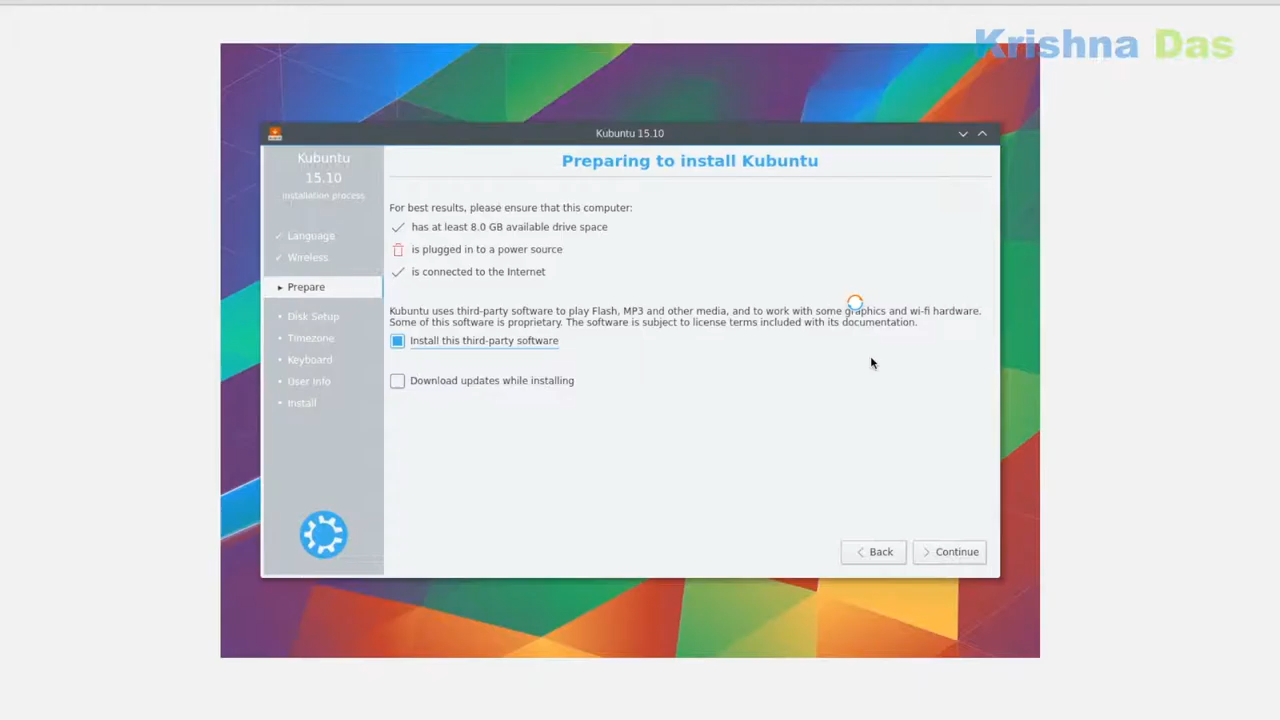 Krishna Das
Kubuntu 15.10
Kubuntu
15.10
installation process
Language
Wireless
Prepare
Disk Setup
Timezone
Keyboard
User Info
Install
Preparing to install Kubuntu
For best results, please ensure that this computer:
has at least 8.0 GB available drive space
is plugged in to a power source
is connected to the Internet
Kubuntu uses third-party software to play Flash, MP3 and other media, and to work with some graphics and wi-fi hardware.
Some of this software is proprietary. The software is subject to license terms included with its documentation.
Install this third-party software
Download updates while installing
Back
Continue